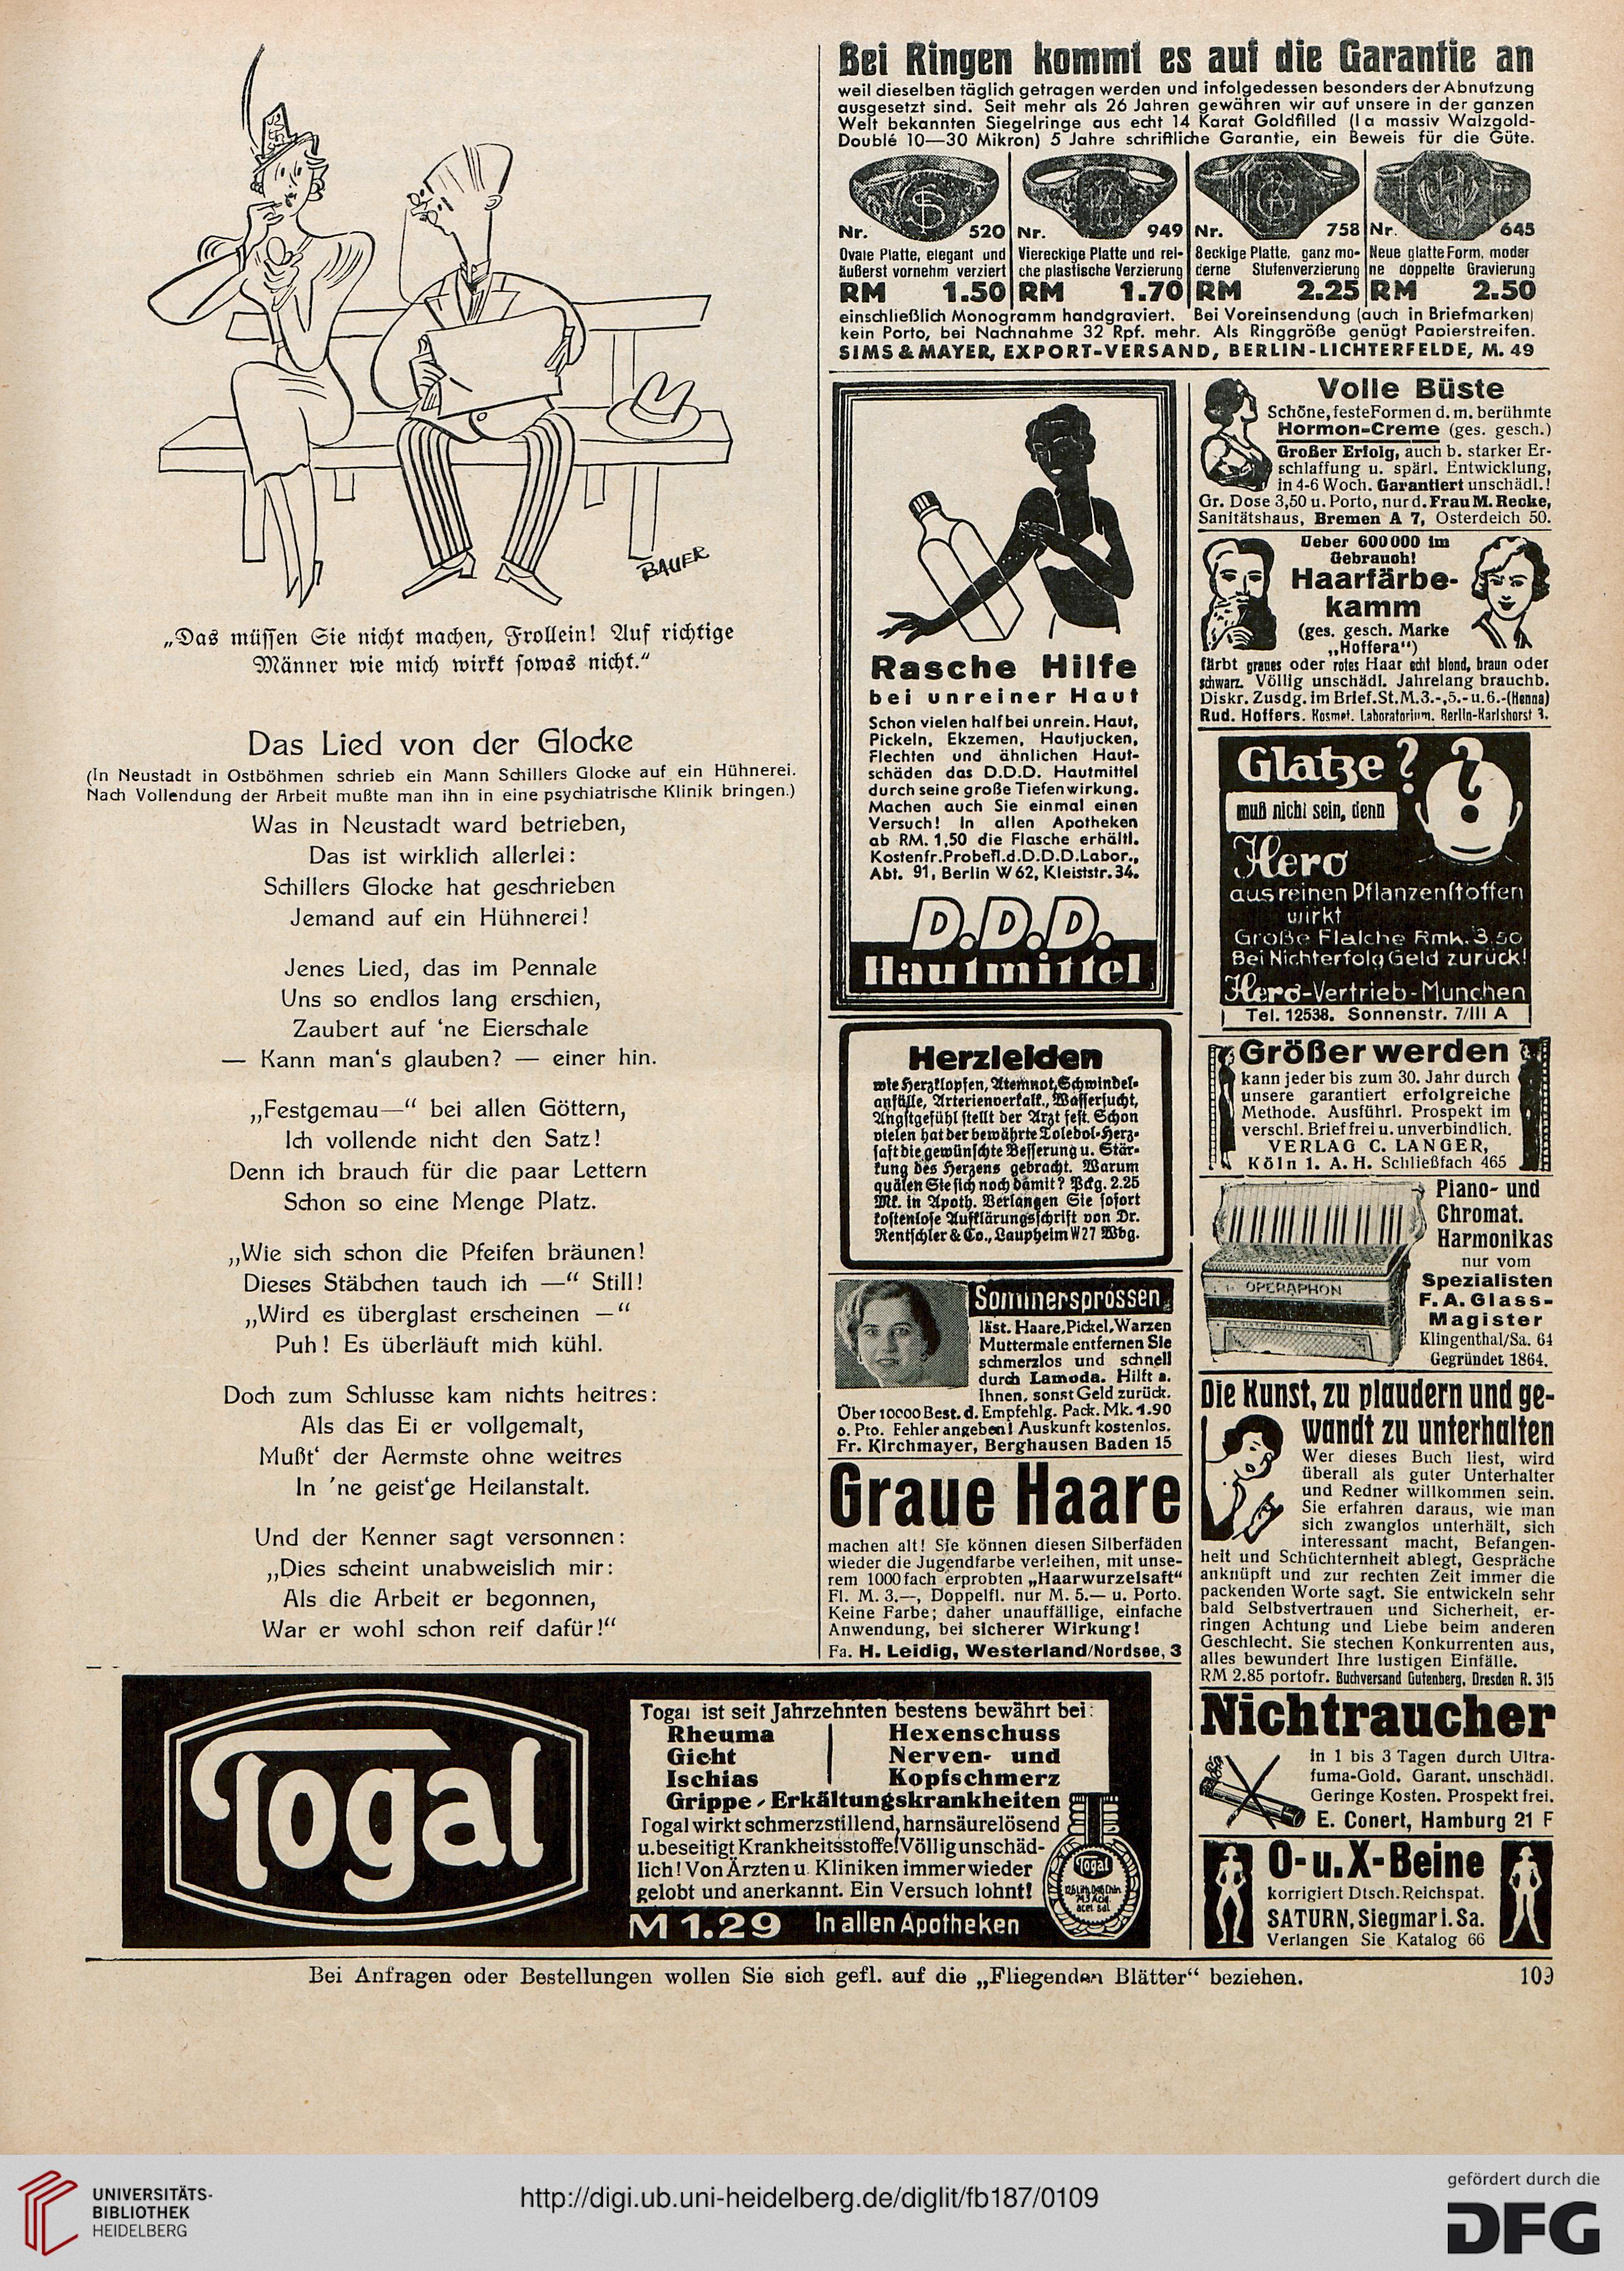 BAUER
„Das müssen Sie nicht machen, Frollein! Auf richtige
Männer wie mich wirkt sowas nicht.“
Das Lied von der Glocke
(In Neustadt in Ostböhmen schrieb ein Mann Schillers Glocke auf ein Hühnerei.
Nach Vollendung der Arbeit mußte man ihn in eine psychiatrische Klinik bringen.)
Was in Neustadt ward betrieben,
Das ist wirklich allerlei:
Schillers Glocke hat geschrieben
Jemand auf ein Hühnerei!
Jenes Lied, das im Pennale
Uns so endlos lang erschien,
Zaubert auf ‘ne Eierschale
— Kann man‘s glauben? — einer hin.
„Festgemau—“ bei allen Göttern,
Ich vollende nicht den Satz!
Denn ich brauch für die paar Lettern
Schon so eine Menge Platz.
„Wie sich schon die Pfeifen bräunen!
Dieses Stäbchen tauch ich —“ Still!
„Wird es überglast erscheinen —“
Puh! Es überläuft mich kühl.
Doch zum Schlusse kam nichts heitres:
Als das Ei er vollgemalt,
Mußt‘ der Aermste ohne weitres
In ’ne geist‘ge Heilanstalt.
Und der Kenner sagt versonnen:
„Dies scheint unabweislich mir:
Als die Arbeit er begonnen,
War er wohl schon reif dafür!“
Bei Ringen kommt es auf die Garantie an
weil dieselben täglich getragen werden und infolgedessen besonders der Abnutzung
ausgesetzt sind. Seit mehr als 26 Jahren gewähren wir auf unsere in der ganzen
Welt bekannten Siegelringe aus echt 14 Karat Goldfilled (I a massiv Walzgold-
Doublé 10—30 Mikron) 5 Jahre schriftliche Garantie, ein Beweis für die Güte.
Nr. 520
Ovale Platte, elegant und
äußerst vornehm verziert
RM 1.50
Nr. 949
Viereckige Platte und rei-
che plastische Verzierung
RM 1.70
Nr. 758
8eckige Platte, ganz mo-
derne Stufenverzierung
RM 2.25
Nr. 645
Neue glatte Form, moder
ne doppelte Gravierung
RM 2.50
einschließlich Monogramm handgraviert. Bei Voreinsendung (auch in Briefmarken)
kein Porto, bei Nachnahme 32 Rpf. mehr. Als Ringgröße genügt Papierstreifen.
SIMS & MAYER, EXPORT-VERSAND, BERLIN-LICHTERFELDE, M. 49
Rasche Hilfe
bei unreiner Haut
Schon vielen half bei unrein. Haut,
Pickeln, Ekzemen, Hautjucken,
Flechten und ähnlichen Haut-
schäden das D.D.D. Hautmittel
durch seine große Tiefenwirkung.
Machen auch Sie einmal einen
Versuch! In allen Apotheken
ab RM. 1,50 die Flasche erhältl.
Kostenfr. Probefl. d. D.D.D. Labor.,
Abt. 91, Berlin W 62, Kleiststr. 34.
D.D.D.
Hautmittel
Herzleiden
wie Herzklopfen, Atemnot, Schwindel-
anfälle, Arterienverkalk., Wassersucht,
Angstgefühl stellt der Arzt fest. Schon
vielen hat der bewährte Toledol-Herz-
saft die gewünschte Besserung u. Stär-
kung des Herzens gebracht. Warum
quälen Sie sich noch damit? Pckg. 2.25
Mk. in Apoth. Verlangen Sie sofort
kostenlose Aufklärungsschrift von Dr.
Rentschler & Co., Laupheim W 27 Wbg.
Sommersprossen
läst. Haare, Pickel, Warzen
Muttermale entfernen Sie
schmerzlos und schnell
durch Lamoda. Hilft a.
Ihnen, sonst Geld zurück.
Über 10000 Best. d. Empfehlg. Pack. Mk. 1.90
o. Pto. Fehler angeben! Auskunft kostenlos.
Fr. Kirchmayer, Berghausen Baden 15
Graue Haare
machen alt! Sie können diesen Silberfäden
wieder die Jugendfarbe verleihen, mit unse-
rem 1000fach erprobten „Haarwurzelsaft“
Fl. M. 3.—, Doppelfl. nur M. 5.— u. Porto.
Keine Farbe; daher unauffällige, einfache
Anwendung, bei sicherer Wirkung!
Fa. H. Leidig, Westerland/Nordsee, 3
Volle Büste
Schöne, feste Formen d. m. berühmte
Hormon-Creme (ges. gesch.)
Großer Erfolg, auch b. starker Er-
schlaffung u. spärl. Entwicklung,
in 4-6 Woch. Garantiert unschädl.!
Gr. Dose 3,50 u. Porto, nur d. Frau M. Recke,
Sanitätshaus, Bremen A 7, Osterdeich 50.
Ueber 600000 im
Gebrauch!
Haarfärbe-
kamm
(ges. gesch. Marke
„Hoffera“)
färbt graues oder rotes Haar echt blond, braun oder
schwarz. Völlig unschädl. Jahrelang brauchb.
Diskr. Zusdg. im Brief. St. M. 3.-, 5.- u. 6.- (Henna)
Rud. Hoffers, Kosmet. Laboratorium, Berlin-Karlshorst 3.
Glatze?
?
muß nicht sein, denn
Hero
aus reinen Pflanzenstoffen
wirkt
Große Flasche Rmk. 3.50
Bei Nichterfolg Geld zurück!
Hero-Vertrieb-München
Tel. 12538. Sonnenstr. 7/III A
Größer werden
kann jeder bis zum 30. Jahr durch
unsere garantiert erfolgreiche
Methode. Ausführl. Prospekt im
verschl. Brief frei u. unverbindlich.
VERLAG C. LANGER,
Köln 1. A. H. Schließfach 465
OPERAPHON
Piano- und
Chromat.
Harmonikas
nur vom
Spezialisten
F. A. Glass-
Magister
Klingenthal/Sa. 64
Gegründet 1864.
Die Kunst, zu plaudern und ge-
wandt zu unterhalten
Wer dieses Buch liest, wird
überall als guter Unterhalter
und Redner willkommen sein.
Sie erfahren daraus, wie man
sich zwanglos unterhält, sich
interessant macht, Befangen-
heit und Schüchternheit ablegt, Gespräche
anknüpft und zur rechten Zeit immer die
packenden Worte sagt. Sie entwickeln sehr
bald Selbstvertrauen und Sicherheit, er-
ringen Achtung und Liebe beim anderen
Geschlecht. Sie stechen Konkurrenten aus,
alles bewundert Ihre lustigen Einfälle.
RM 2.85 portofr. Buchversand Gutenberg, Dresden R. 315
Nichtraucher
In 1 bis 3 Tagen durch Ultra-
fuma-Gold. Garant. unschädl.
Geringe Kosten. Prospekt frei.
E. Conert, Hamburg 21 F
O- u. X-Beine
korrigiert Dtsch. Reichspat.
SATURN, Siegmar i. Sa.
Verlangen Sie Katalog 66
Togal
Togal ist seit Jahrzehnten bestens bewährt bei:
Rheuma Hexenschuss
Gicht Nerven- und
Ischias Kopfschmerz
Grippe - Erkältungskrankheiten
Togal wirkt schmerzstillend, harnsäurelösend
u. beseitigt Krankheitsstoffe! Völlig unschäd-
lich! Von Ärzten u. Kliniken immer wieder
gelobt und anerkannt. Ein Versuch lohnt!
M 1.29 In allen Apotheken
Togal
Bei Anfragen oder Bestellungen wollen Sie sich gefl. auf die „Fliegenden Blätter“ beziehen.
109
UNIVERSITÄTS-
BIBLIOTHEK
HEIDELBERG
http://digi.ub.uni-heidelberg.de/diglit/fb187/0109
gefördert durch die
DFG